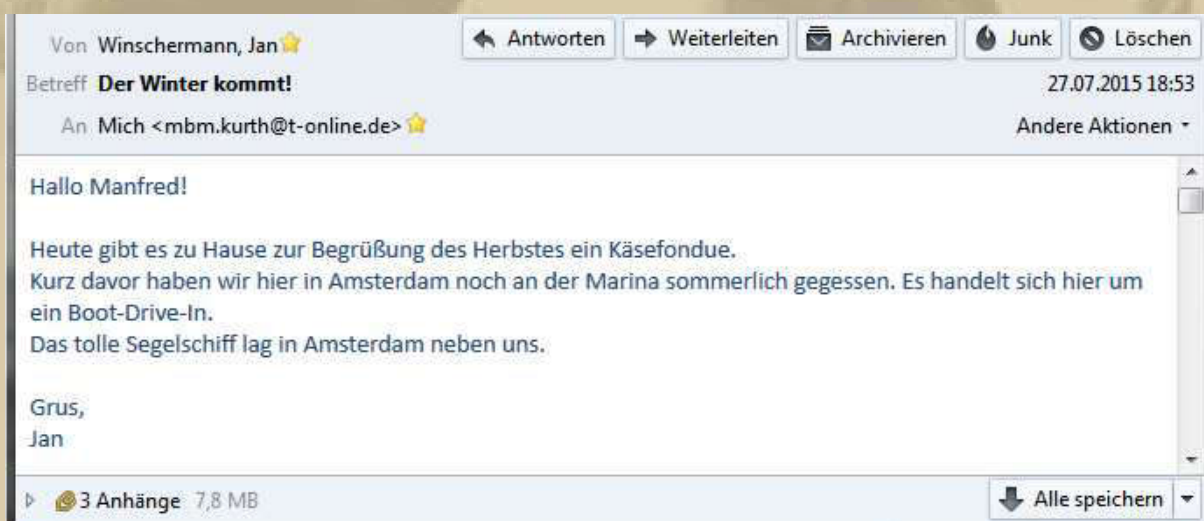 Von Winschermann, Jan Antworten Weiterleiten Archivieren Junk Löschen
Betreff Der Winter kommt! 27.07.2015 18:53
An Mich <mbm.kurth@t-online.de> Andere Aktionen
Hallo Manfred!
Heute gibt es zu Hause zur Begrüßung des Herbstes ein Käsefondue.
Kurz davor haben wir hier in Amsterdam noch an der Marina sommerlich gegessen. Es handelt sich hier um
ein Boot-Drive-In.
Das tolle Segelschiff lag in Amsterdam neben uns.
Grus,
Jan
3 Anhänge 7,8 MB Alle speichern